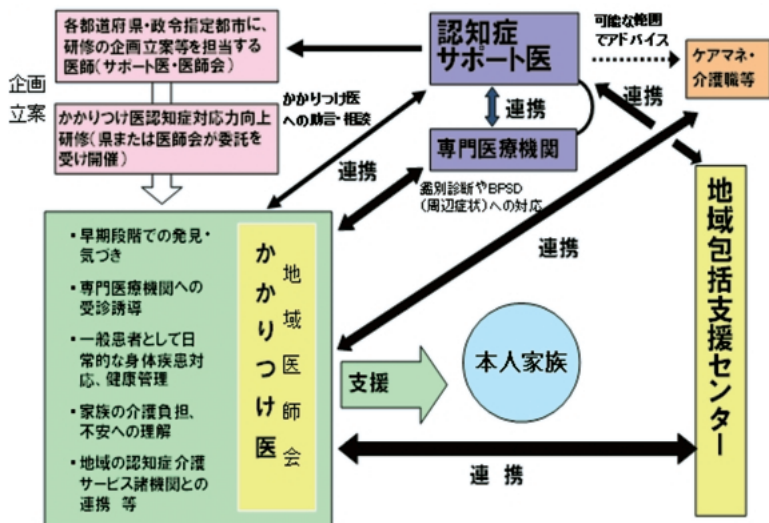 各都道府県・政令指定都市に、
研修の企画立案等を担当する
医師(サポート医・医師会)
企画
立案
かかりつけ医認知症対応力向上
研修(県または医師会が委託を
受け開催)
認知症
サポート医
可能な範囲
でアドバイス
ケアマネ・
介護職等
かかりつけ医
への助言・相談
連携
連携
連携
専門医療機関
鑑別診断やBPSD
(周辺症状)への対応
連携
・早期段階での発見・
気づき
・専門医療機関への
受診誘導
・一般患者として日
常的な身体疾患対
応、健康管理
・家族の介護負担、
不安への理解
・地域の認知症介護
サービス諸機関との
連携 等
地域医師会
かかりつけ医
支援
本人家族
連携
地域包括支援センター